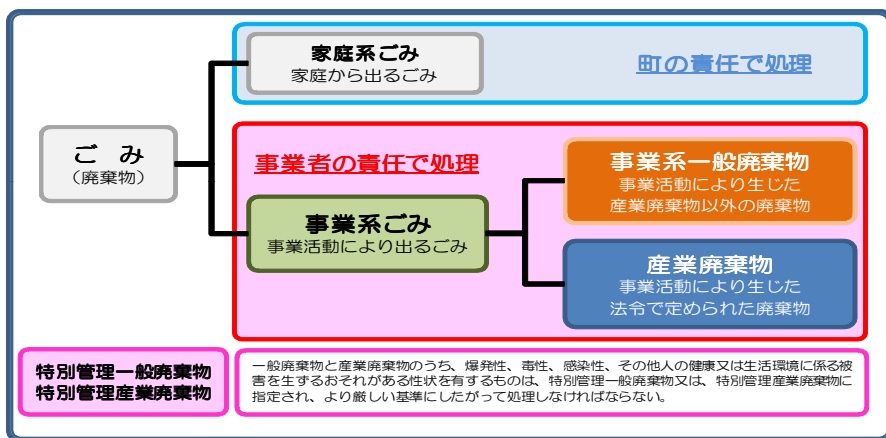 家庭系ごみ
家庭から出るごみ
町の責任で処理
ごみ
（廃棄物）
事業者の責任で処理
事業系ごみ
事業活動により出るごみ
事業系一般廃棄物
事業活動により生じた
産業廃棄物以外の廃棄物
産業廃棄物
事業活動により生じた
法令で定められた廃棄物
特別管理一般廃棄物
特別管理産業廃棄物
一般廃棄物と産業廃棄物のうち、爆発性、毒性、感染性、その他人の健康又は生活環境に係る被
害を生ずるおそれがある性状を有するものは、特別管理一般廃棄物又は、特別管理産業廃棄物に
指定され、より厳しい基準にしたがって処理しなければならない。